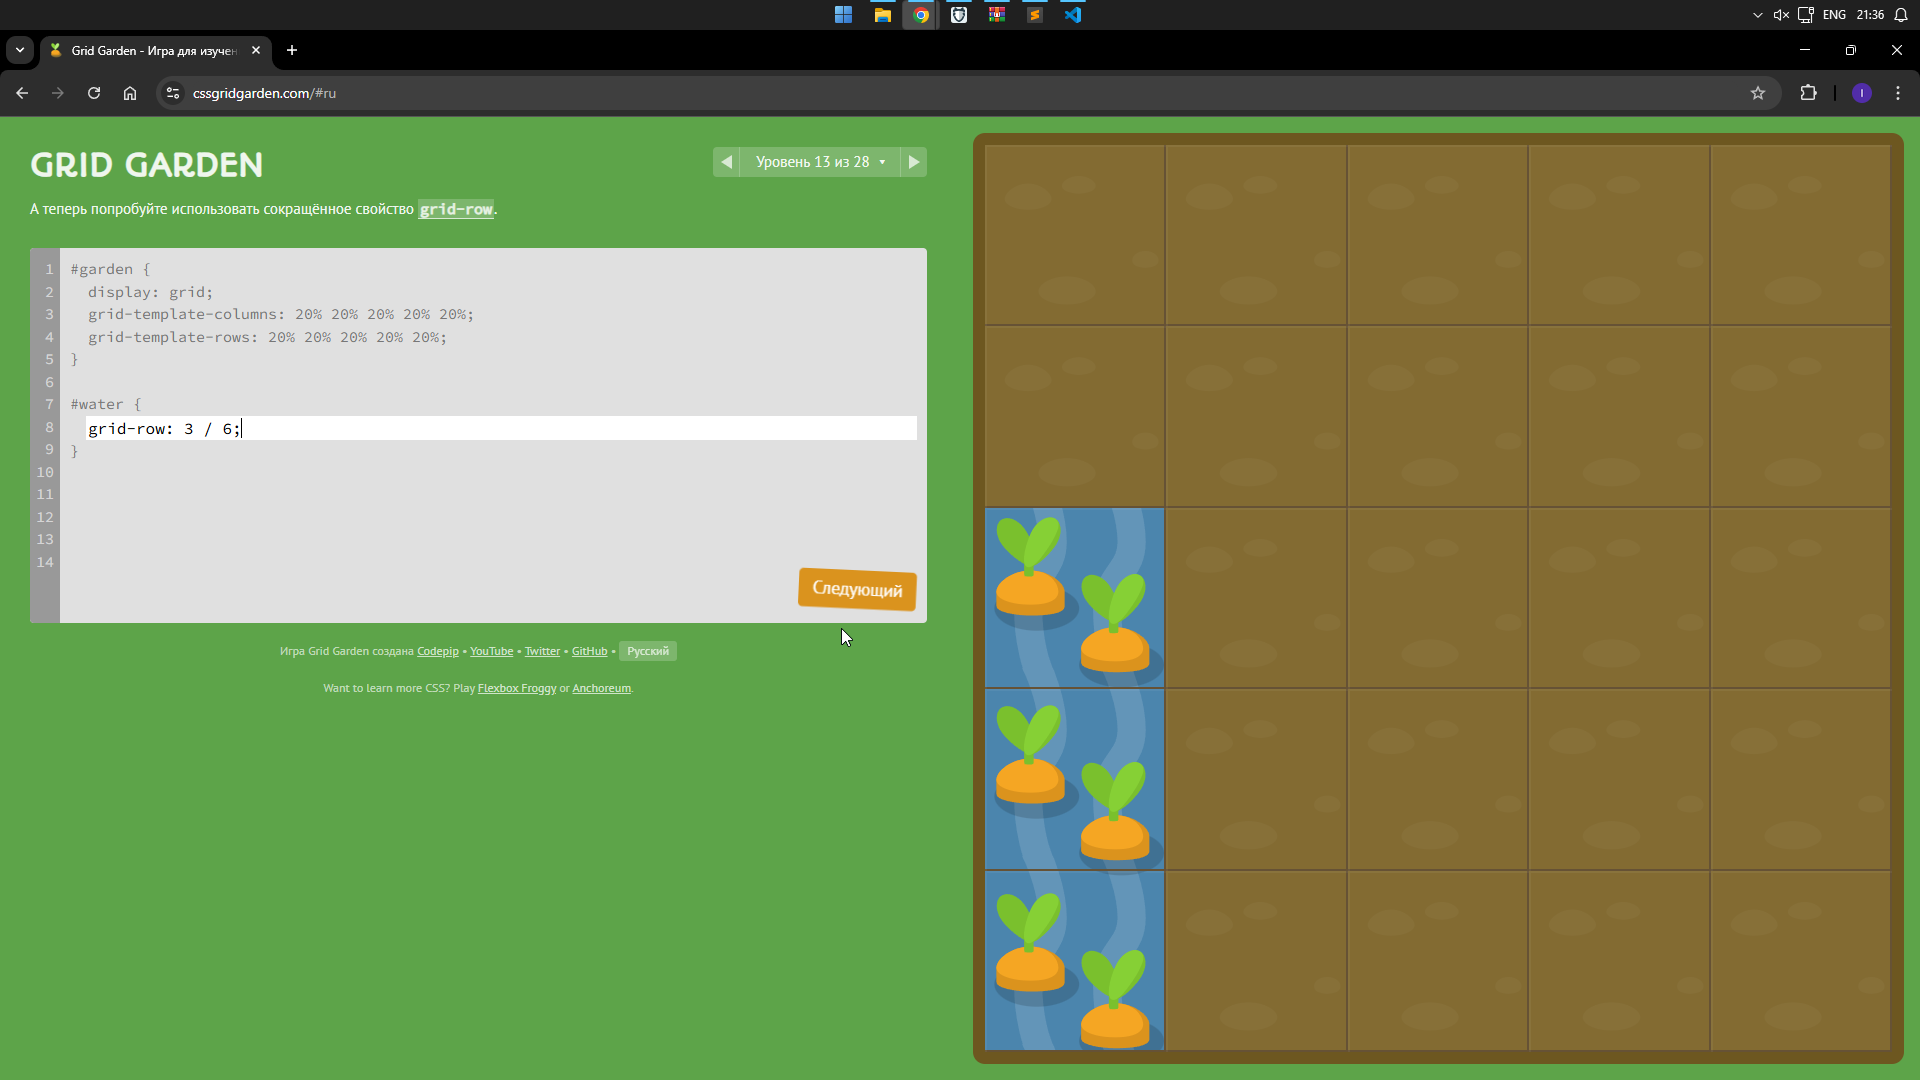 ENG 21:36
Grid Garden - Игра для изучен
cssgridgarden.com/#ru
I
GRID GARDEN
Уровень 13 из 28
А теперь попробуйте использовать сокращённое свойство grid-row.
1 #garden {
2 display: grid;
3 grid-template-columns: 20% 20% 20% 20% 20%;
4 grid-template-rows: 20% 20% 20% 20% 20%;
5 }
6
7 #water {
8 grid-row: 3 / 6;
9 }
10
11
12
13
14
Следующий
Игра Grid Garden создана Codepip • YouTube • Twitter • GitHub • Русский
Want to learn more CSS? Play Flexbox Froggy or Anchoreum.